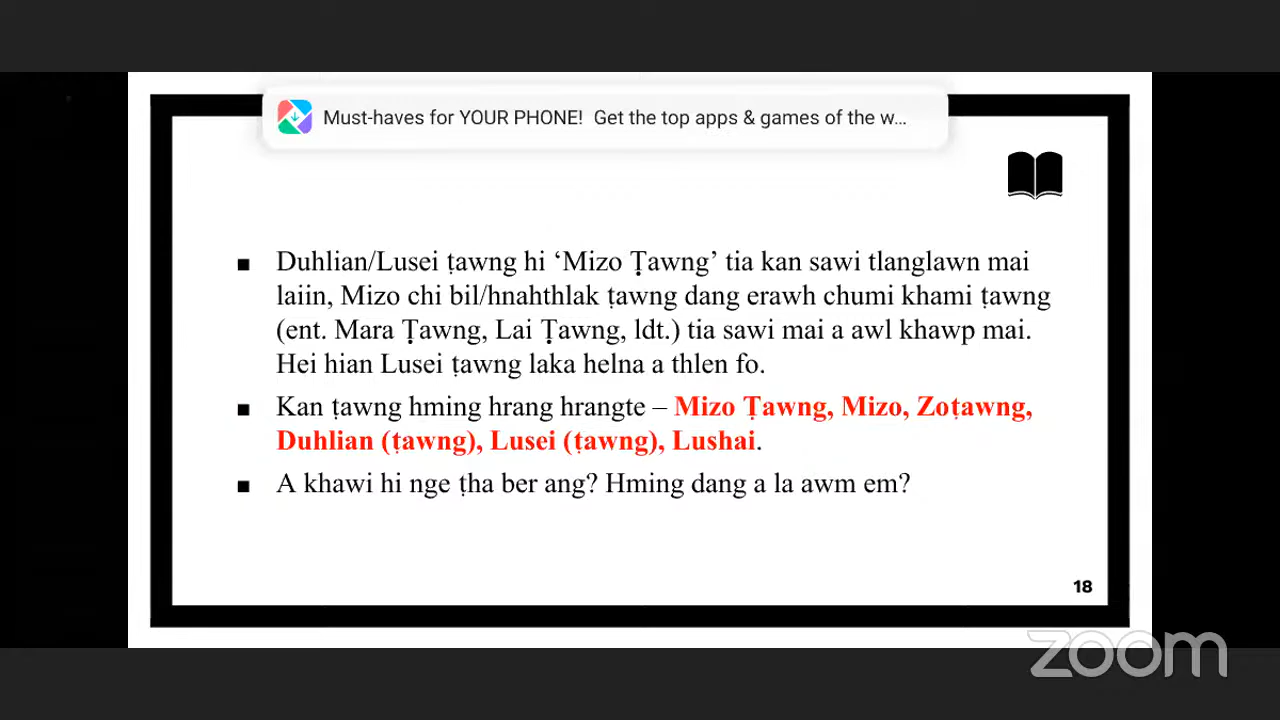 Must-haves for YOUR PHONE! Get the top apps & games of the w...
■ Duhlian/Lusei ṭawng hi ‘Mizo Ṭawng’ tia kan sawi tlanglawn mai
laiin, Mizo chi bil/hnahthlak ṭawng dang erawh chumi khami ṭawng
(ent. Mara Ṭawng, Lai Ṭawng, ldt.) tia sawi mai a awl khawp mai.
Hei hian Lusei ṭawng laka helna a thlen fo.
■ Kan ṭawng hming hrang hrangte – Mizo Ṭawng, Mizo, Zoṭawng,
Duhlian (ṭawng), Lusei (ṭawng), Lushai.
■ A khawi hi nge ṭha ber ang? Hming dang a la awm em?
18
zoom